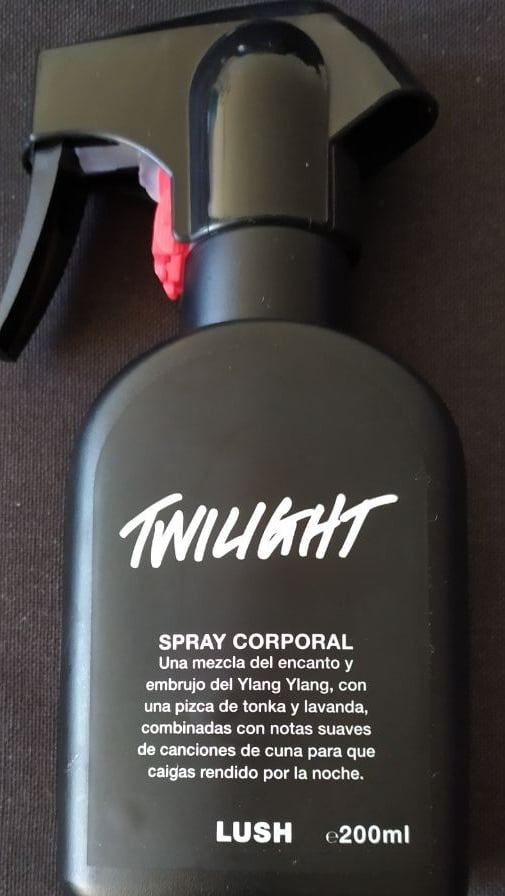 TWILIGHT
SPRAY CORPORAL
Una mezcla del encanto y
embrujo del Ylang Ylang, con
una pizca de tonka y lavanda,
combinadas con notas suaves
de canciones de cuna para que
caigas rendido por la noche.
LUSH ℮200ml